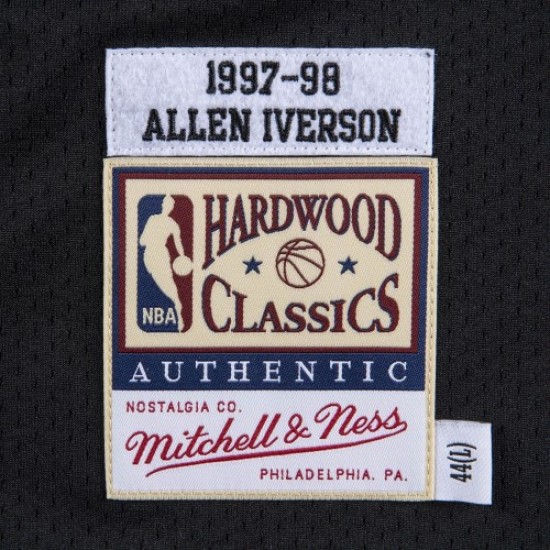 1997-98
ALLEN IVERSON
HARDWOOD
CLASSICS
NBA
AUTHENTIC
NOSTALGIA CO.
Mitchell & Ness
PHILADELPHIA. PA.
44(L)